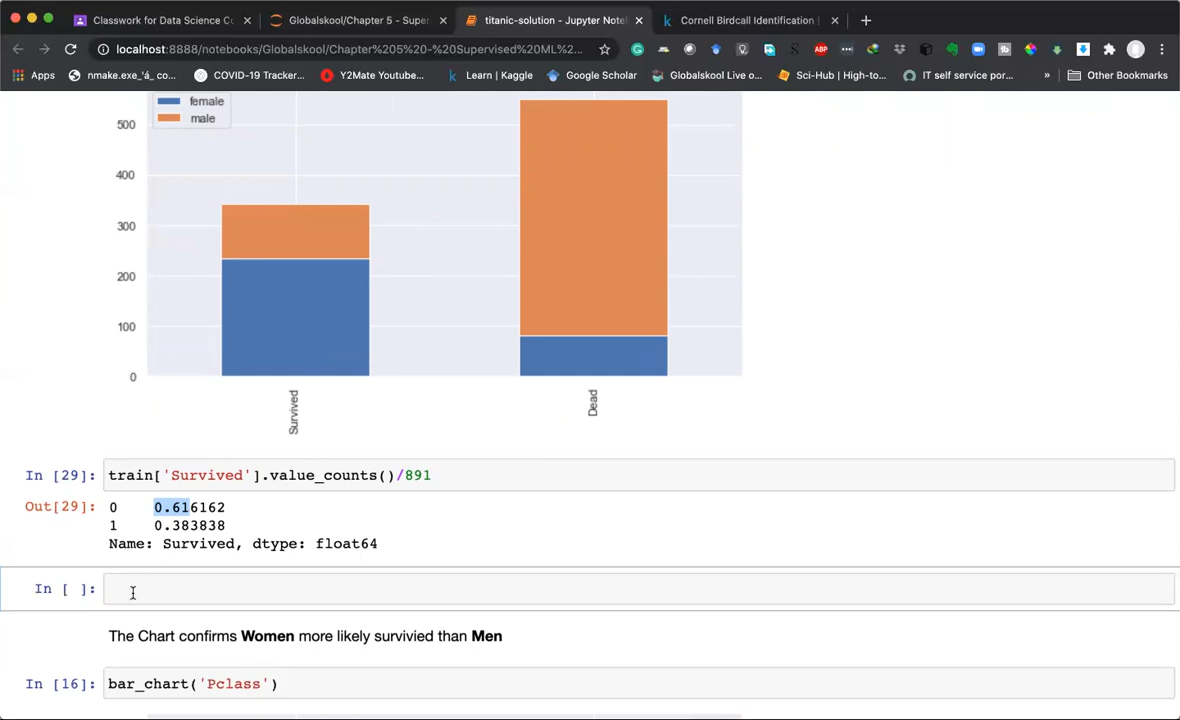 Classwork for Data Science Co
Globalskool/Chapter 5 - Super
titanic-solution - Jupyter Note
Cornell Birdcall Identification
localhost:8888/notebooks/Globalskool/Chapter%205%20-%20Supervised%20ML%2...
Apps
nmake.exe_'á_ co...
COVID-19 Tracker...
Y2Mate Youtube...
Learn | Kaggle
Google Scholar
Globalskool Live o...
Sci-Hub | High-to...
IT self service por...
»
Other Bookmarks
female
male
500
400
300
200
100
0
Survived
Dead
In [29]: train['Survived'].value_counts()/891
Out[29]: 0 0.616162
1 0.383838
Name: Survived, dtype: float64
In [ ]:
The Chart confirms Women more likely survivied than Men
In [16]: bar_chart('Pclass')